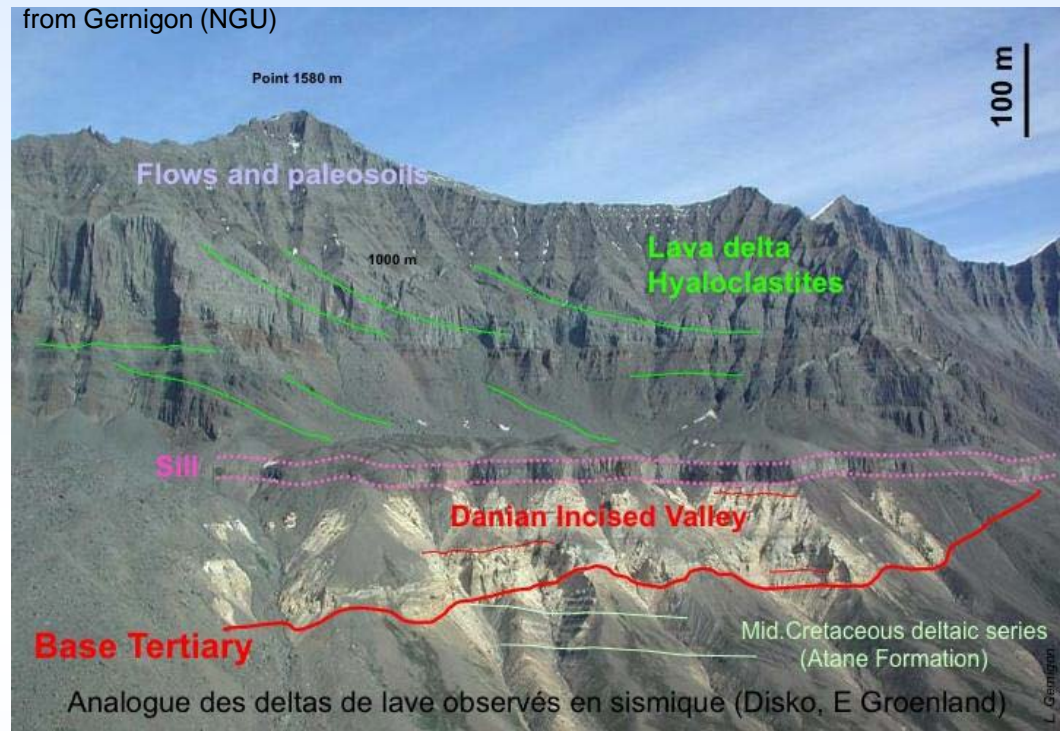 from Gernigon (NGU)
Point 1580 m
100 m
Flows and paleosoils
1000 m
Lava delta
Hyaloclastites
Sill
Danian Incised Valley
Base Tertiary
Mid.Cretaceous deltaic series
(Atane Formation)
Analogue des deltas de lave observés en sismique (Disko, E Groenland)
L_Gernigon